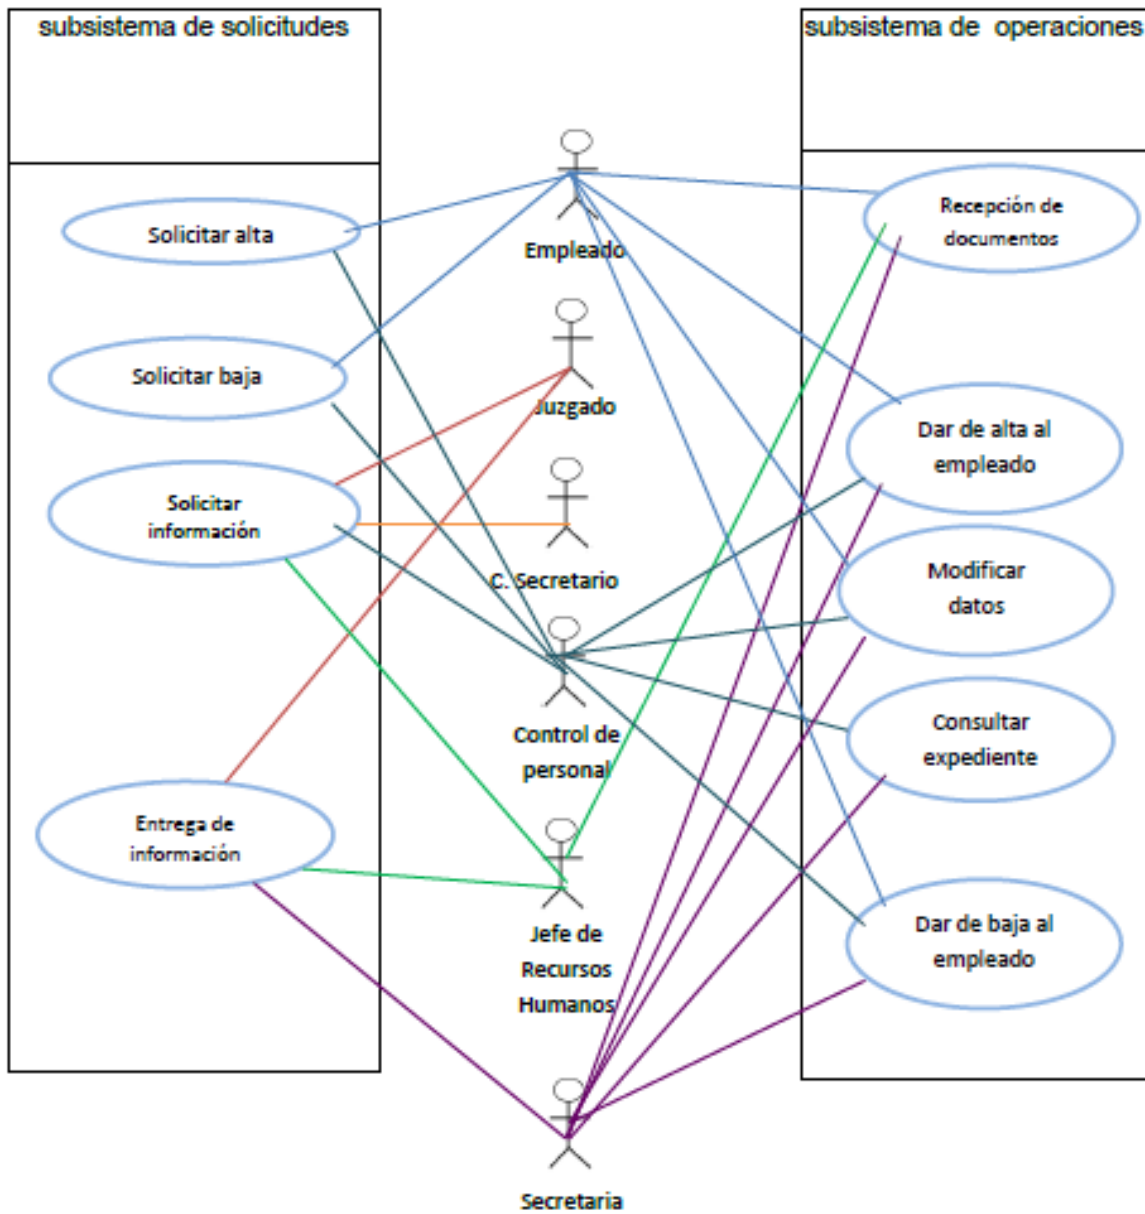 subsistema de solicitudes
Solicitar alta
Solicitar baja
Solicitar
información
Entrega de
información
Empleado
Juzgado
C. Secretario
Control de
personal
Jefe de
Recursos
Humanos
Secretaria
subsistema de operaciones
Recepción de
documentos
Dar de alta al
empleado
Modificar
datos
Consultar
expediente
Dar de baja al
empleado